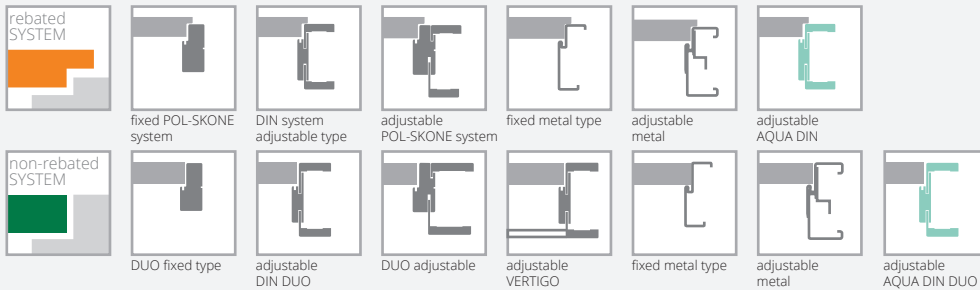 rebated
SYSTEM
fixed POL-SKONE
system
DIN system
adjustable type
adjustable
POL-SKONE system
fixed metal type
adjustable
metal
adjustable
AQUA DIN
non-rebated
SYSTEM
DUO fixed type
adjustable
DIN DUO
DUO adjustable
adjustable
VERTIGO
fixed metal type
adjustable
metal
adjustable
AQUA DIN DUO